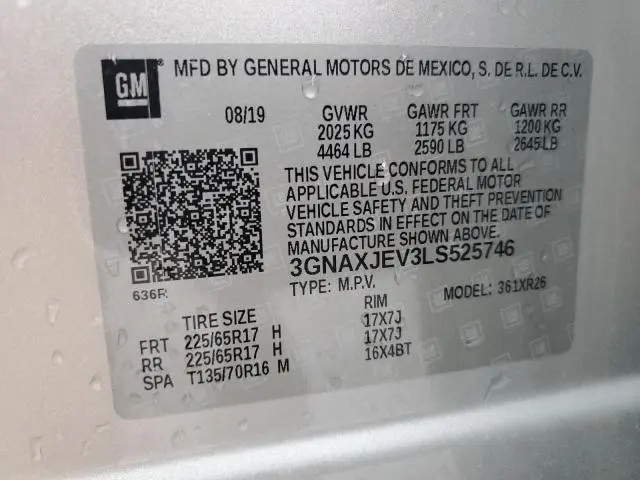 GM ® MFD BY GENERAL MOTORS DE MEXICO, S. DE R.L. DE C.V.
08/19 GVWR GAWR FRT GAWR RR
2025 KG 1175 KG 1200 KG
4464 LB 2590 LB 2645 LB
THIS VEHICLE CONFORMS TO ALL
APPLICABLE U.S. FEDERAL MOTOR
VEHICLE SAFETY AND THEFT PREVENTION
STANDARDS IN EFFECT ON THE DATE OF
MANUFACTURE SHOWN ABOVE.
3GNAXJEV3LS525746
636R TYPE: M.P.V. MODEL: 361XR26
TIRE SIZE RIM
FRT 225/65R17 H 17X7J
RR 225/65R17 H 17X7J
SPA T135/70R16 M 16X4BT